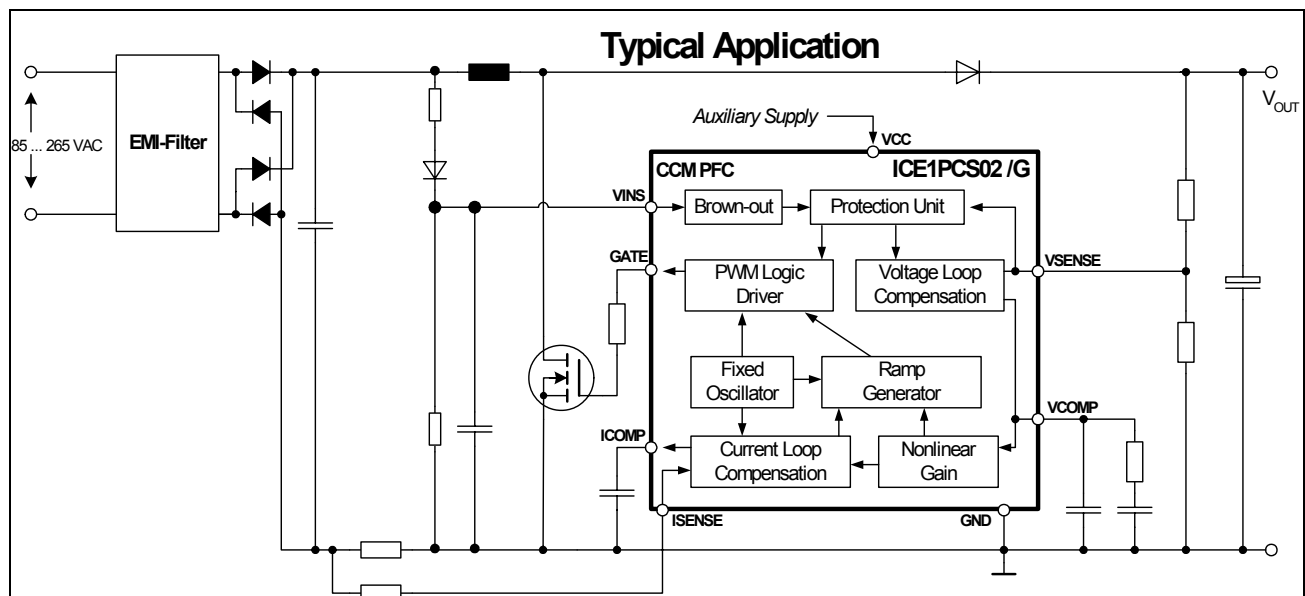 Typical Application
85 ... 265 VAC
EMI-Filter
Auxiliary Supply
VCC
V_OUT
CCM PFC
ICE1PCS02 /G
VINS
Brown-out
Protection Unit
GATE
PWM Logic
Driver
Voltage Loop
Compensation
VSENSE
Fixed
Oscillator
Ramp
Generator
ICOMP
VCOMP
Current Loop
Compensation
Nonlinear
Gain
ISENSE
GND